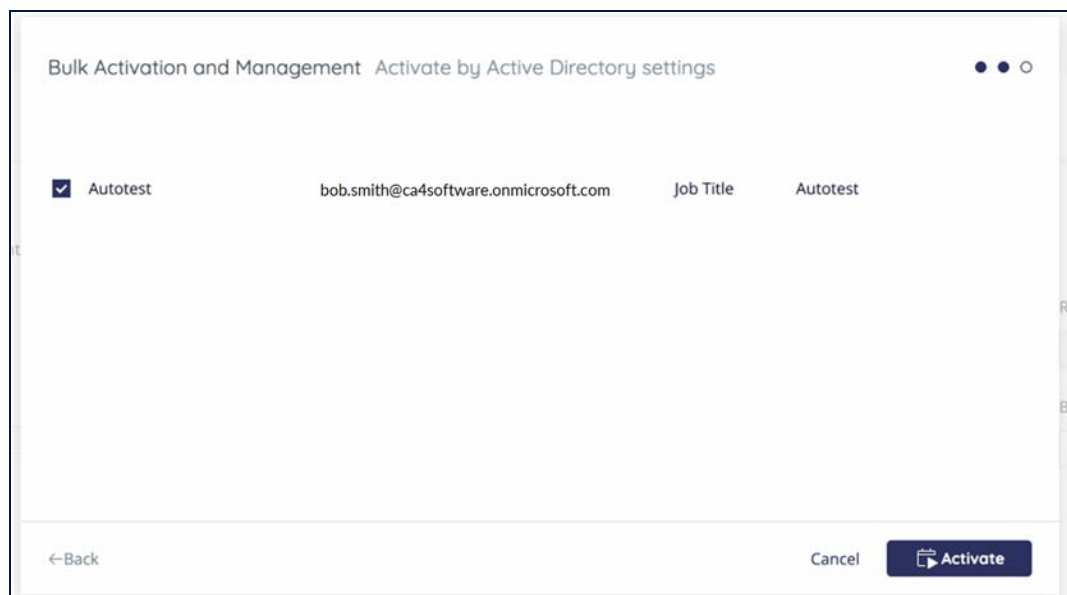 Bulk Activation and Management Activate by Active Directory settings
Autotest bob.smith@ca4software.onmicrosoft.com Job Title Autotest
nt
R
B
←Back Cancel Activate